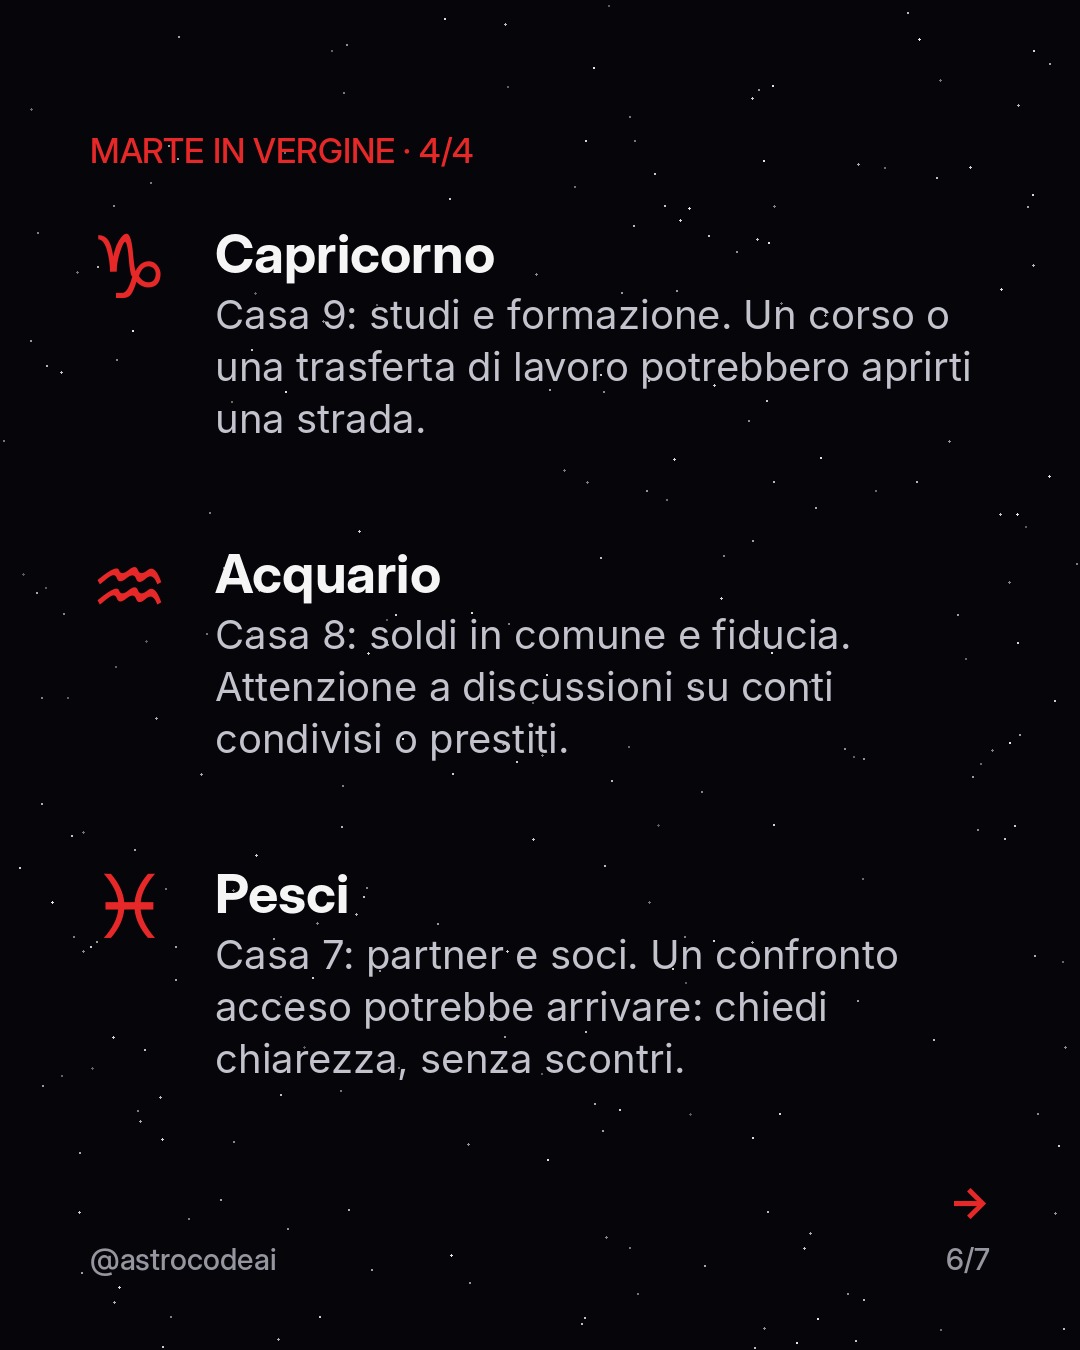 MARTE IN VERGINE · 4/4
♑ Capricorno
Casa 9: studi e formazione. Un corso o
una trasferta di lavoro potrebbero aprirti
una strada.
♒ Acquario
Casa 8: soldi in comune e fiducia.
Attenzione a discussioni su conti
condivisi o prestiti.
♓ Pesci
Casa 7: partner e soci. Un confronto
acceso potrebbe arrivare: chiedi
chiarezza, senza scontri.
→
@astrocodeai 6/7